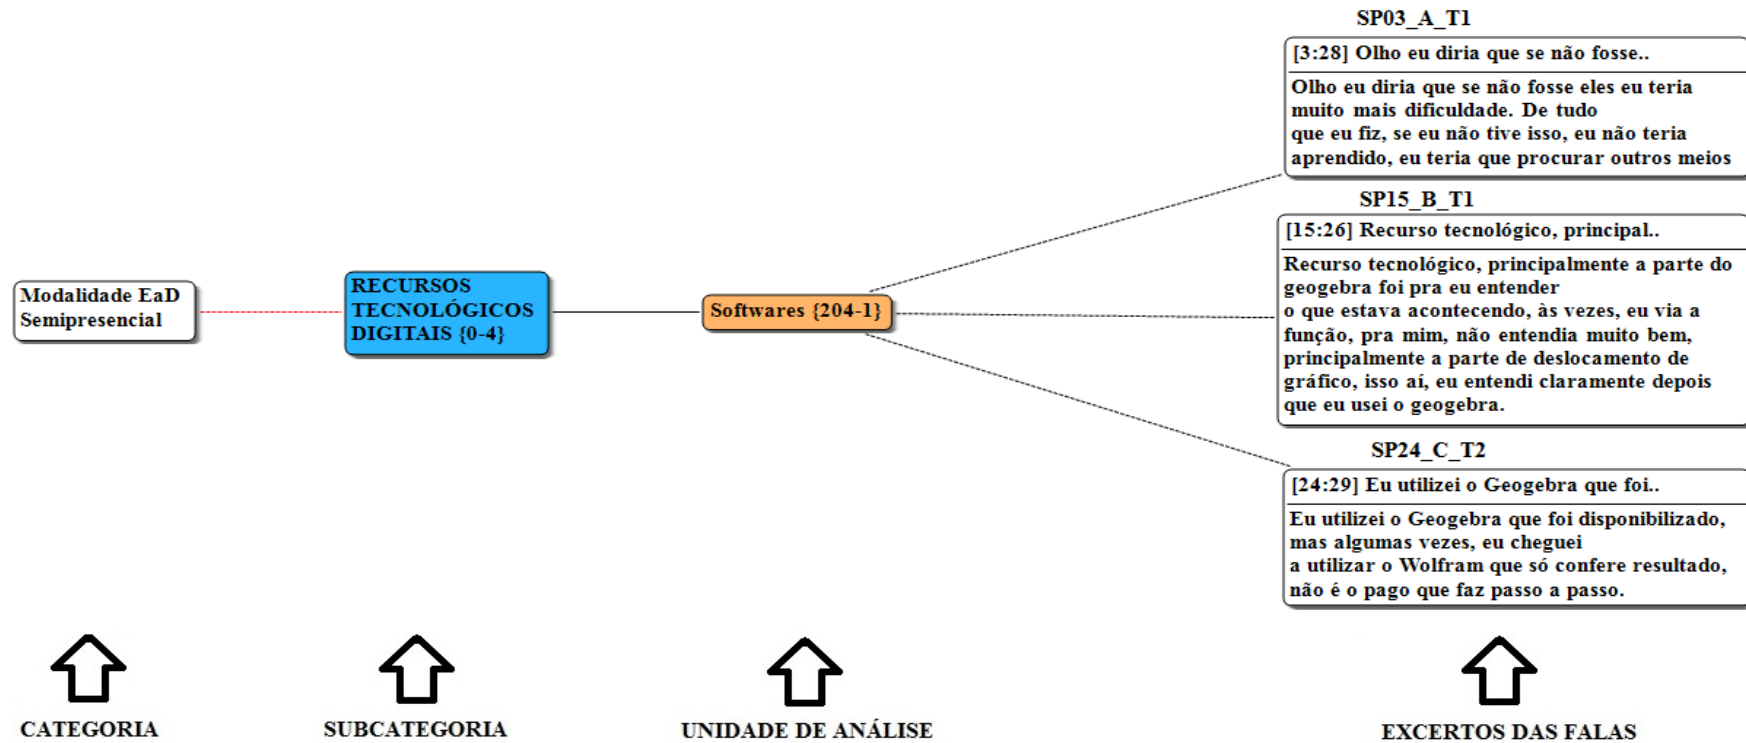 Modalidade EaD
Semipresencial
RECURSOS
TECNOLÓGICOS
DIGITAIS {0-4}
Softwares {204-1}
SP03_A_T1
[3:28] Olho eu diria que se não fosse..
Olho eu diria que se não fosse eles eu teria
muito mais dificuldade. De tudo
que eu fiz, se eu não tive isso, eu não teria
aprendido, eu teria que procurar outros meios
SP15_B_T1
[15:26] Recurso tecnológico, principal..
Recurso tecnológico, principalmente a parte do
geogebra foi pra eu entender
o que estava acontecendo, às vezes, eu via a
função, pra mim, não entendia muito bem,
principalmente a parte de deslocamento de
gráfico, isso aí, eu entendi claramente depois
que eu usei o geogebra.
SP24_C_T2
[24:29] Eu utilizei o Geogebra que foi..
Eu utilizei o Geogebra que foi disponibilizado,
mas algumas vezes, eu cheguei
a utilizar o Wolfram que só confere resultado,
não é o pago que faz passo a passo.
CATEGORIA
SUBCATEGORIA
UNIDADE DE ANÁLISE
EXCERTOS DAS FALAS